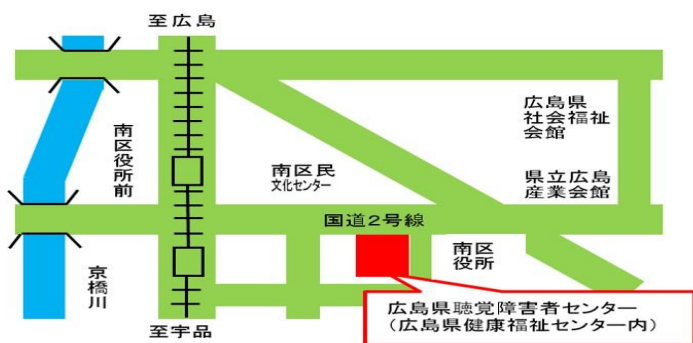 至広島
広島県
社会福祉
会館
南区役所前
南区民
文化センター
県立広島
産業会館
国道2号線
南区
役所
京橋川
広島県聴覚障害者センター
（広島県健康福祉センター内）
至宇品